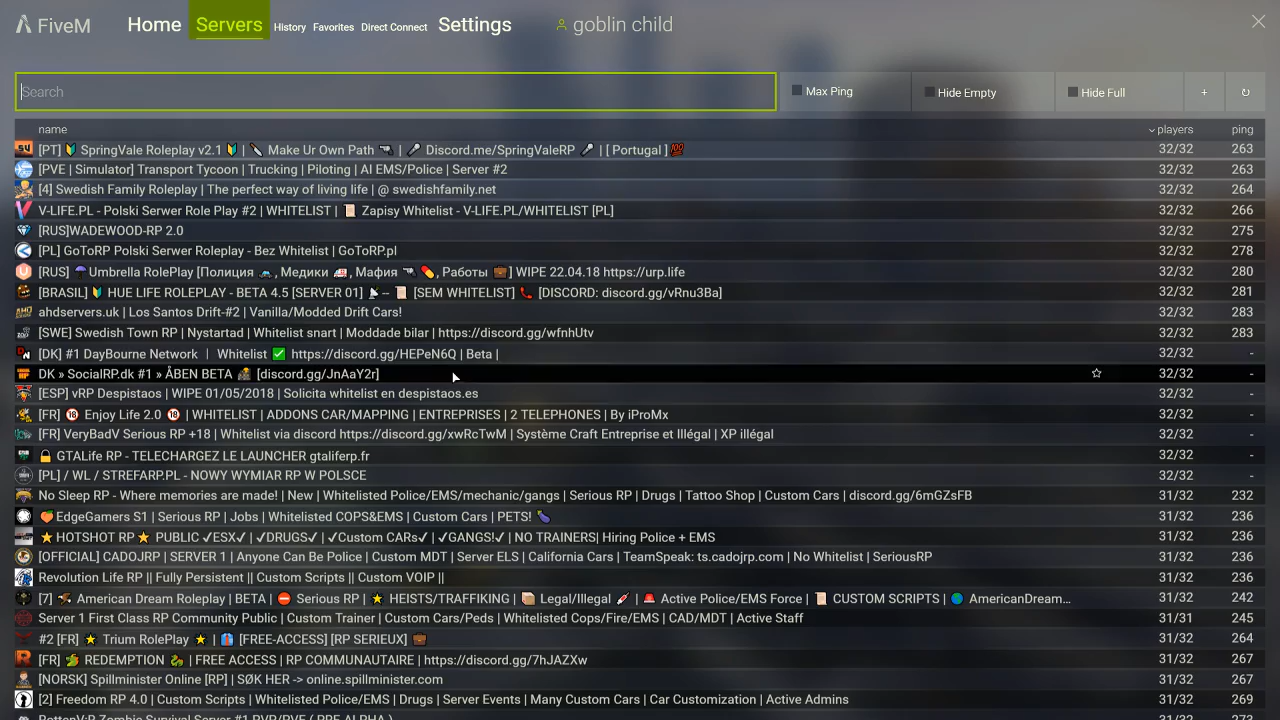 FiveM Home Servers History Favorites Direct Connect Settings goblin child
Search Max Ping Hide Empty Hide Full +
name players ping
[PT] 🔰 SpringVale Roleplay v2.1 🔰 | 🔪 Make Ur Own Path 🔫 | 🎤 Discord.me/SpringValeRP 🎤 | [ Portugal ] 💯 32/32 263
[PVE | Simulator] Transport Tycoon | Trucking | Piloting | AI EMS/Police | Server #2 32/32 263
[4] Swedish Family Roleplay | The perfect way of living life | @ swedishfamily.net 32/32 264
V-LIFE.PL - Polski Serwer Role Play #2 | WHITELIST | 📜 Zapisy Whitelist - V-LIFE.PL/WHITELIST [PL] 32/32 266
[RUS]WADEWOOD-RP 2.0 32/32 275
[PL] GoToRP Polski Serwer Roleplay - Bez Whitelist | GoToRP.pl 32/32 278
[RUS] ☂Umbrella RolePlay [Полиция 🚓, Медики 🚑, Мафия 🔫 💊, Работы 💼] WIPE 22.04.18 https://urp.life 32/32 280
[BRASIL] 🔰 HUE LIFE ROLEPLAY - BETA 4.5 [SERVER 01] 📡-- 📜 [SEM WHITELIST] 📞 [DISCORD: discord.gg/vRnu3Ba] 32/32 281
ahdservers.uk | Los Santos Drift-#2 | Vanilla/Modded Drift Cars! 32/32 283
[SWE] Swedish Town RP | Nystartad | Whitelist snart | Moddade bilar | https://discord.gg/wfnhUtv 32/32 283
[DK] #1 DayBourne Network | Whitelist ✅ https://discord.gg/HEPeN6Q | Beta | 32/32 -
DK » SocialRP.dk #1 » ÅBEN BETA [discord.gg/JnAaY2r] 32/32 -
[ESP] vRP Despistaos | WIPE 01/05/2018 | Solicita whitelist en despistaos.es 32/32 -
[FR] 🔞 Enjoy Life 2.0 🔞 | WHITELIST | ADDONS CAR/MAPPING | ENTREPRISES | 2 TELEPHONES | By iProMx 32/32 -
[FR] VeryBadV Serious RP +18 | Whitelist via discord https://discord.gg/xwRcTwM | Système Craft Entreprise et Illégal | XP illégal 32/32 -
🔒 GTALife RP - TELECHARGEZ LE LAUNCHER gtaliferp.fr 32/32 -
[PL] / WL / STREFARP.PL - NOWY WYMIAR RP W POLSCE 32/32 -
No Sleep RP - Where memories are made! | New | Whitelisted Police/EMS/mechanic/gangs | Serious RP | Drugs | Tattoo Shop | Custom Cars | discord.gg/6mGZsFB 31/32 232
🍑EdgeGamers S1 | Serious RP | Jobs | Whitelisted COPS&EMS | Custom Cars | PETS! 🍆 31/32 236
⭐HOTSHOT RP⭐ PUBLIC ✓ESX✓ | ✓DRUGS✓ | ✓Custom CARs✓ | ✓GANGS!✓ | NO TRAINERS| Hiring Police + EMS 31/32 236
[OFFICIAL] CADOJRP | SERVER 1 | Anyone Can Be Police | Custom MDT | Server ELS | California Cars | TeamSpeak: ts.cadojrp.com | No Whitelist | SeriousRP 31/32 236
Revolution Life RP || Fully Persistent || Custom Scripts || Custom VOIP || 31/32 236
[7] 🔫 American Dream Roleplay | BETA | ⛔ Serious RP | ⭐ HEISTS/TRAFFIKING | 📦 Legal/Illegal 🚀 | 🚨 Active Police/EMS Force | 📜 CUSTOM SCRIPTS | 🌎 AmericanDream... 31/32 242
Server 1 First Class RP Community Public | Custom Trainer | Custom Cars/Peds | Whitelisted Cops/Fire/EMS | CAD/MDT | Active Staff 31/31 245
#2 [FR] ⭐ Trium RolePlay ⭐ | 👔 [FREE-ACCESS] [RP SERIEUX] 💼 31/32 264
[FR] 🐲 REDEMPTION 🐉 | FREE ACCESS | RP COMMUNAUTAIRE | https://discord.gg/7hJAZXw 31/32 267
[NORSK] Spillminister Online [RP] | SØK HER -> online.spillminister.com 31/32 267
[2] Freedom RP 4.0 | Custom Scripts | Whitelisted Police/EMS | Drugs | Server Events | Many Custom Cars | Car Customization | Active Admins 31/32 269